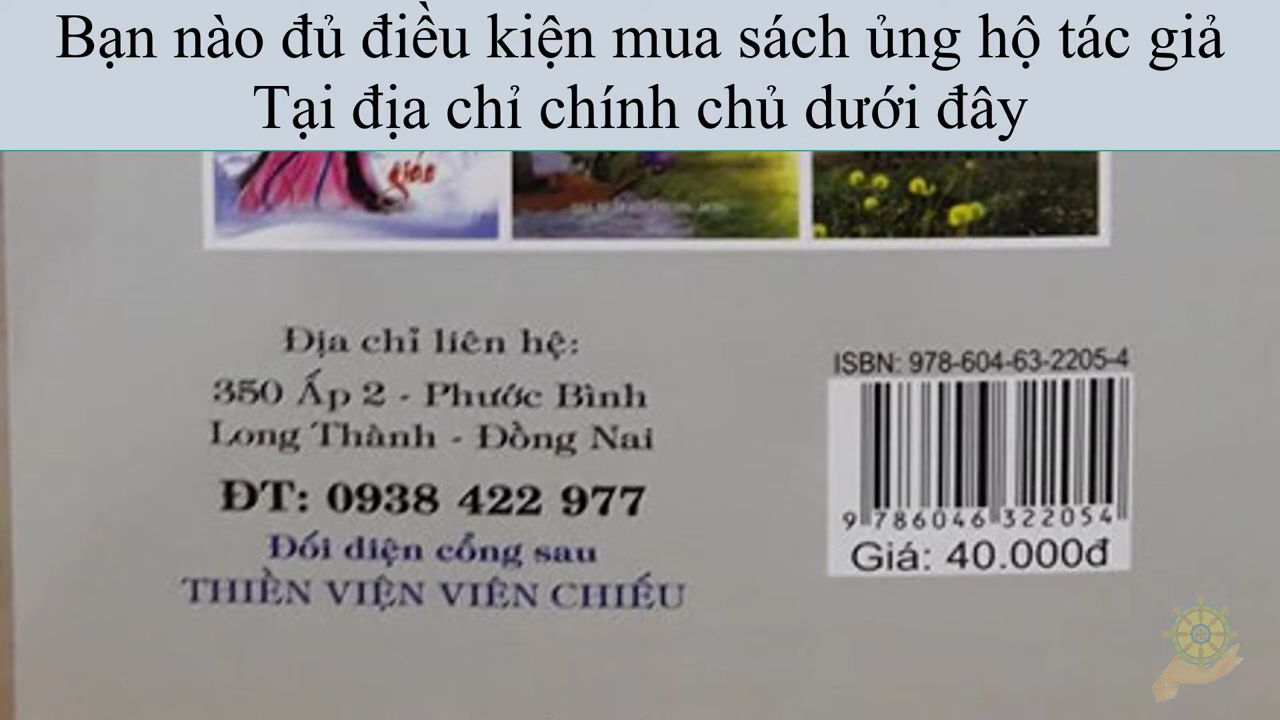 Bạn nào đủ điều kiện mua sách ủng hộ tác giả
Tại địa chỉ chính chủ dưới đây
giác
Địa chỉ liên hệ:
350 Ấp 2 - Phước Bình
Long Thành - Đồng Nai
ĐT: 0938 422 977
Đối diện cổng sau
THIỀN VIỆN VIÊN CHIẾU
ISBN: 978-604-63-2205-4
9 786046 322054
Giá: 40.000đ